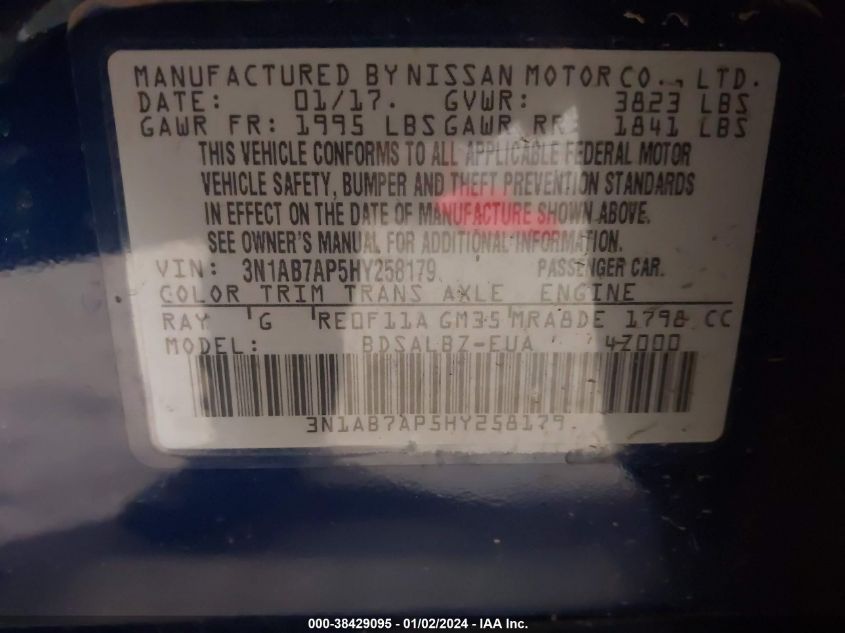 MANUFACTURED BY NISSAN MOTOR CO., LTD.
DATE: 01/17. GVWR: 3823 LBS
GAWR FR: 1995 LBS GAWR RR: 1841 LBS
THIS VEHICLE CONFORMS TO ALL APPLICABLE FEDERAL MOTOR
VEHICLE SAFETY, BUMPER AND THEFT PREVENTION STANDARDS
IN EFFECT ON THE DATE OF MANUFACTURE SHOWN ABOVE.
SEE OWNER'S MANUAL FOR ADDITIONAL INFORMATION.
VIN: 3N1AB7AP5HY258179 PASSENGER CAR.
COLOR TRIM TRANS AXLE ENGINE
RAY G RE0F11A GM35 MRA8DE 1798 CC
MODEL: BDSALBZ-EUA 4Z000
3N1AB7AP5HY258179
000-38429095 - 01/02/2024 - IAA Inc.